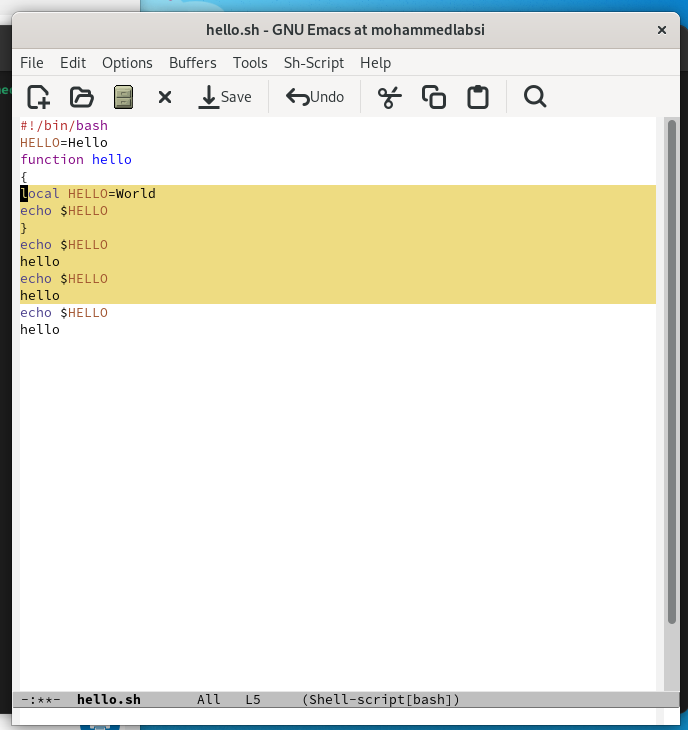 hello.sh - GNU Emacs at mohammedlabsi ×
File Edit Options Buffers Tools Sh-Script Help
Save Undo
#!/bin/bash
HELLO=Hello
function hello
{
local HELLO=World
echo $HELLO
}
echo $HELLO
hello
echo $HELLO
hello
echo $HELLO
hello
-:**- hello.sh All L5 (Shell-script[bash])